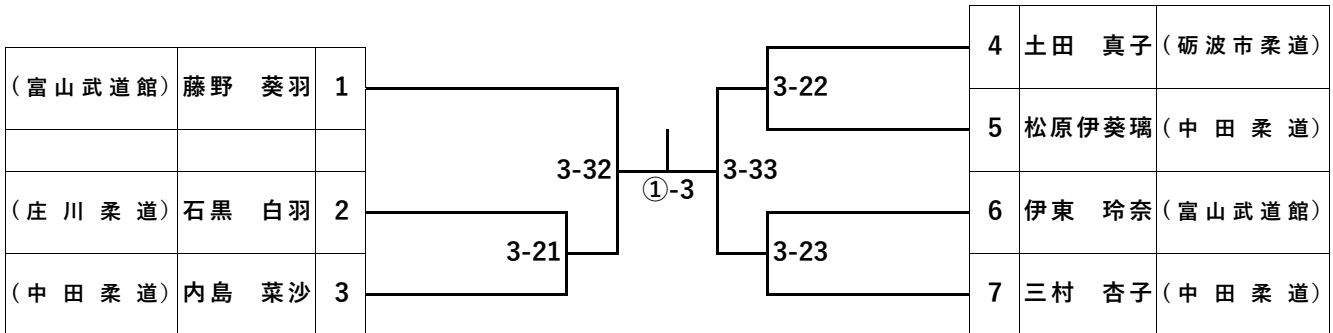 (富山武道館) 藤野　葵羽 1
(庄川柔道) 石黒　白羽 2
(中田柔道) 内島　菜沙 3
3-21
3-32
①-3
3-33
3-22
3-23
4 土田　真子 (砺波市柔道)
5 松原伊葵璃 (中田柔道)
6 伊東　玲奈 (富山武道館)
7 三村　杏子 (中田柔道)